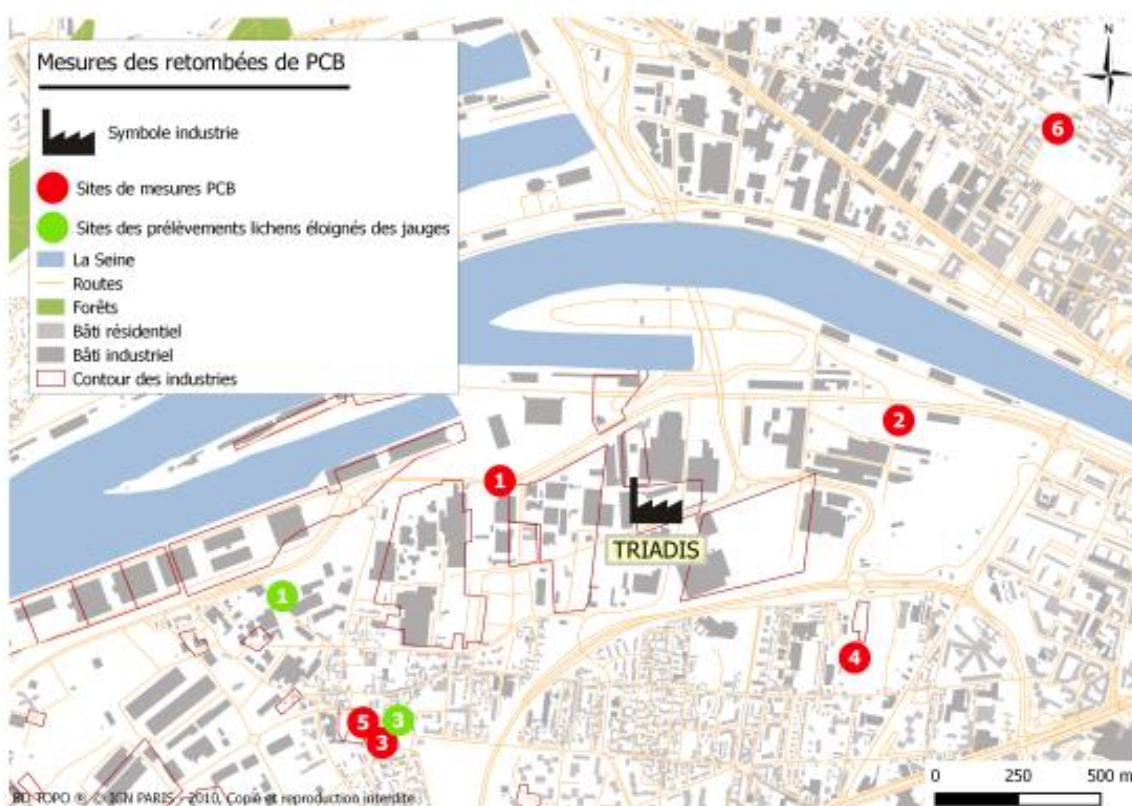 Mesures des retombées de PCB
Symbole industrie
Sites de mesures PCB
Sites des prélèvements lichens éloignés des jauges
La Seine
Routes
Forêts
Bâti résidentiel
Bâti industriel
Contour des industries
N
6
2
1
TRIADIS
1
4
5
3
3
0 250 500 m
BD TOPO ® © IGN PARIS - 2010, Copie et reproduction interdite